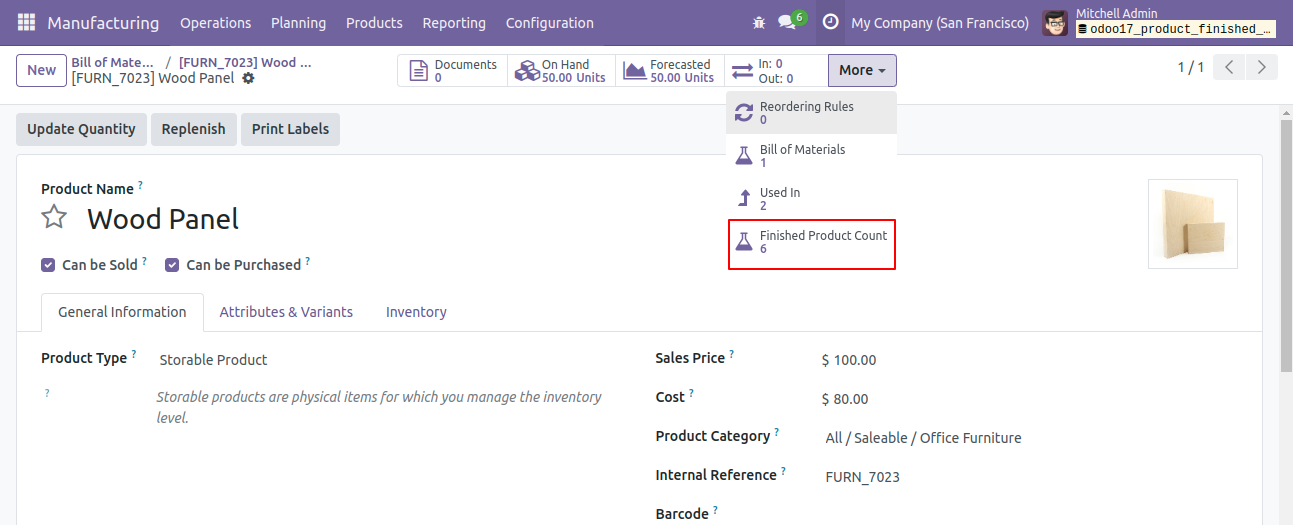 Manufacturing Operations Planning Products Reporting Configuration 6 My Company (San Francisco) Mitchell Admin
odoo17_product_finished_...
New Bill of Mate... / [FURN_7023] Wood ...
[FURN_7023] Wood Panel
Documents 0
On Hand 50.00 Units
Forecasted 50.00 Units
In: 0
Out: 0
More
1 / 1
Reordering Rules
0
Bill of Materials
1
Used In
2
Finished Product Count
6
Update Quantity Replenish Print Labels
Product Name ?
Wood Panel
Can be Sold ? Can be Purchased ?
General Information Attributes & Variants Inventory
Product Type ? Storable Product
?
Storable products are physical items for which you manage the inventory
level.
Sales Price ? $ 100.00
Cost ? $ 80.00
Product Category ? All / Saleable / Office Furniture
Internal Reference ? FURN_7023
Barcode ?